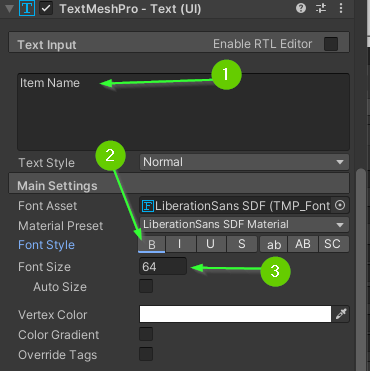 TextMeshPro - Text (UI)
Text Input
Enable RTL Editor
Item Name
1
2
Text Style
Normal
Main Settings
Font Asset
LiberationSans SDF (TMP_Font
Material Preset
LiberationSans SDF Material
Font Style
B I U S ab AB SC
Font Size
64
3
Auto Size
Vertex Color
Color Gradient
Override Tags